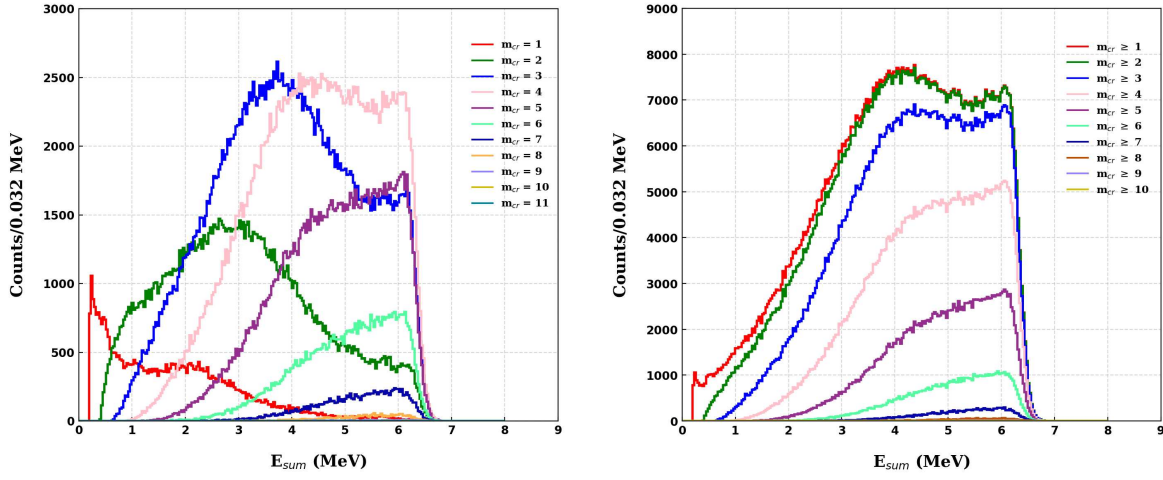 3000
2500
2000
1500
1000
500
0
Counts/0.032 MeV
m_cr = 1
m_cr = 2
m_cr = 3
m_cr = 4
m_cr = 5
m_cr = 6
m_cr = 7
m_cr = 8
m_cr = 9
m_cr = 10
m_cr = 11
0 1 2 3 4 5 6 7 8 9
E_sum (MeV)
9000
8000
7000
6000
5000
4000
3000
2000
1000
0
Counts/0.032 MeV
m_cr ≥ 1
m_cr ≥ 2
m_cr ≥ 3
m_cr ≥ 4
m_cr ≥ 5
m_cr ≥ 6
m_cr ≥ 7
m_cr ≥ 8
m_cr ≥ 9
m_cr ≥ 10
0 1 2 3 4 5 6 7 8 9
E_sum (MeV)